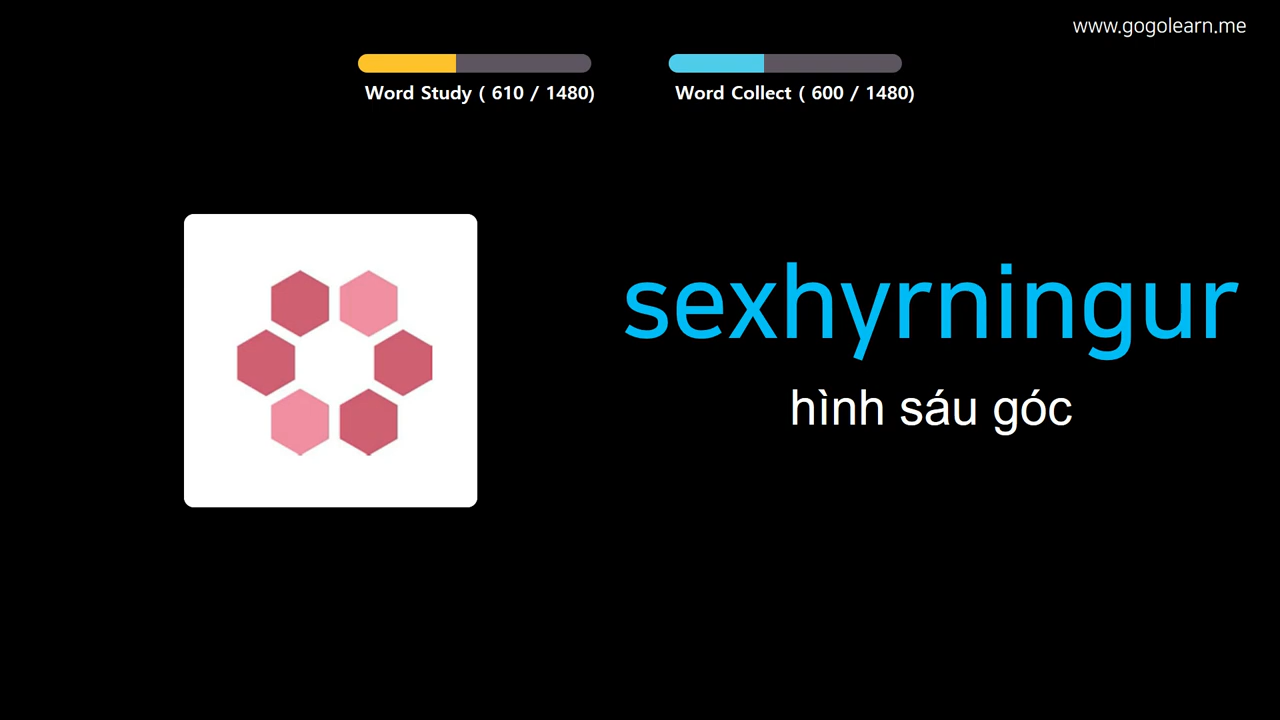 www.gogolearn.me
Word Study ( 610 / 1480)
Word Collect ( 600 / 1480)
sexhyrningur
hình sáu góc